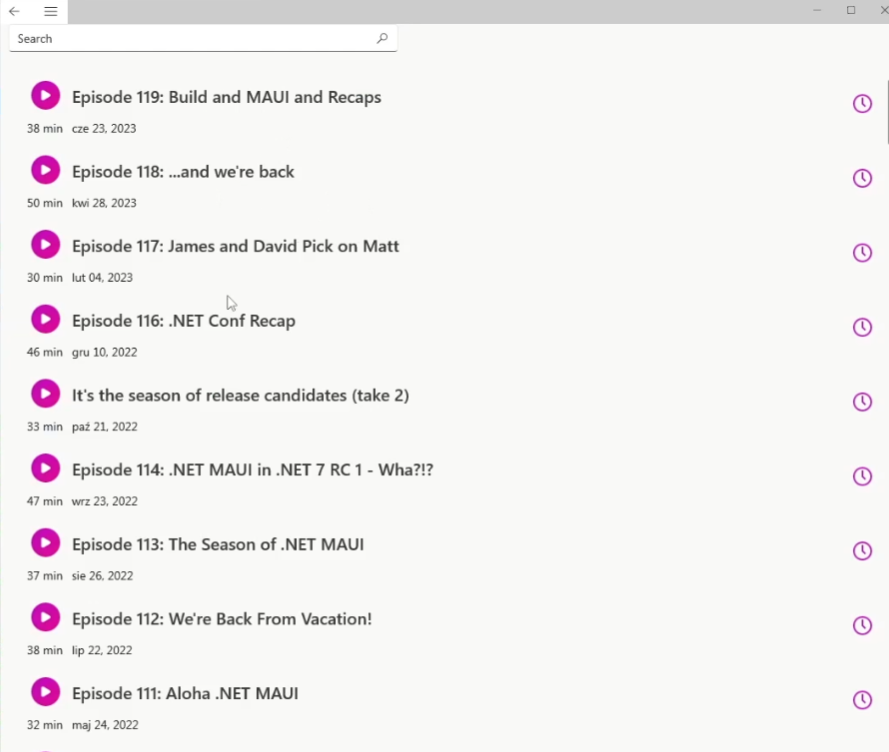 Search
Episode 119: Build and MAUI and Recaps
38 min cze 23, 2023
Episode 118: ...and we're back
50 min kwi 28, 2023
Episode 117: James and David Pick on Matt
30 min lut 04, 2023
Episode 116: .NET Conf Recap
46 min gru 10, 2022
It's the season of release candidates (take 2)
33 min paź 21, 2022
Episode 114: .NET MAUI in .NET 7 RC 1 - Wha?!?
47 min wrz 23, 2022
Episode 113: The Season of .NET MAUI
37 min sie 26, 2022
Episode 112: We're Back From Vacation!
38 min lip 22, 2022
Episode 111: Aloha .NET MAUI
32 min maj 24, 2022